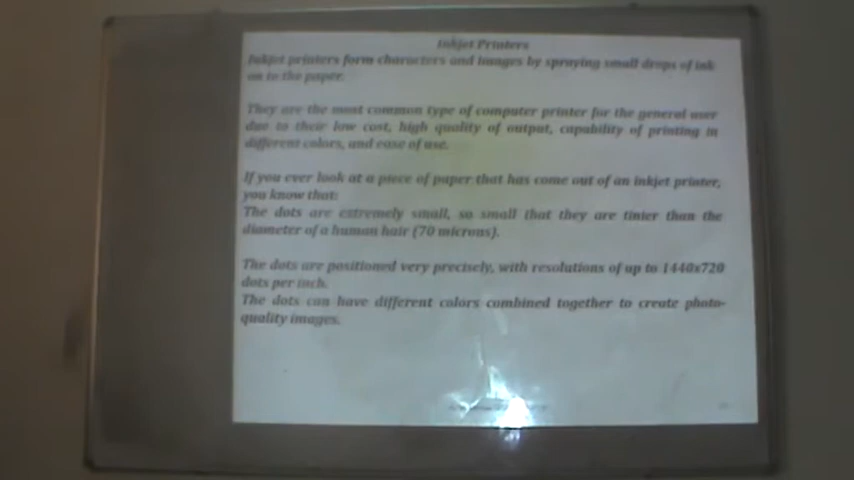 Inkjet Printers
Inkjet printers form characters and images by spraying small drops of ink
on to the paper.
They are the most common type of computer printer for the general user
due to their low cost, high quality of output, capability of printing in
different colors, and ease of use.
If you ever look at a piece of paper that has come out of an inkjet printer,
you know that:
The dots are extremely small, so small that they are tinier than the
diameter of a human hair (70 microns).
The dots are positioned very precisely, with resolutions of up to 1440x720
dots per inch.
The dots can have different colors combined together to create photo-
quality images.